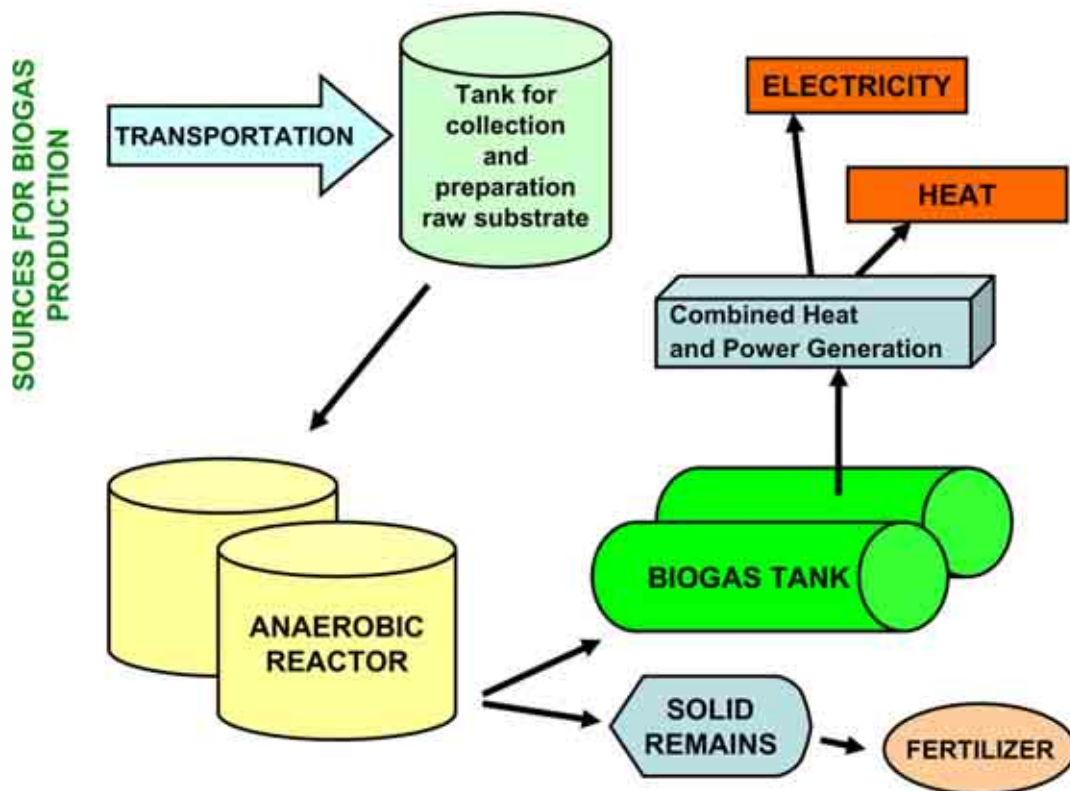 SOURCES FOR BIOGAS
PRODUCTION
TRANSPORTATION
Tank for
collection
and
preparation
raw substrate
ELECTRICITY
HEAT
Combined Heat
and Power Generation
BIOGAS TANK
ANAEROBIC
REACTOR
SOLID
REMAINS
FERTILIZER